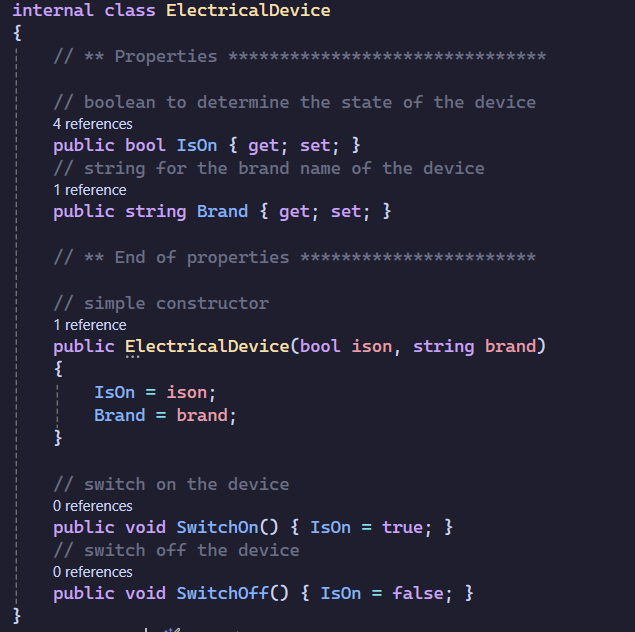 internal class ElectricalDevice
{
// ** Properties *******************************
// boolean to determine the state of the device
4 references
public bool IsOn { get; set; }
// string for the brand name of the device
1 reference
public string Brand { get; set; }
// ** End of properties ***********************
// simple constructor
1 reference
public ElectricalDevice(bool ison, string brand)
{
IsOn = ison;
Brand = brand;
}
// switch on the device
0 references
public void SwitchOn() { IsOn = true; }
// switch off the device
0 references
public void SwitchOff() { IsOn = false; }
}